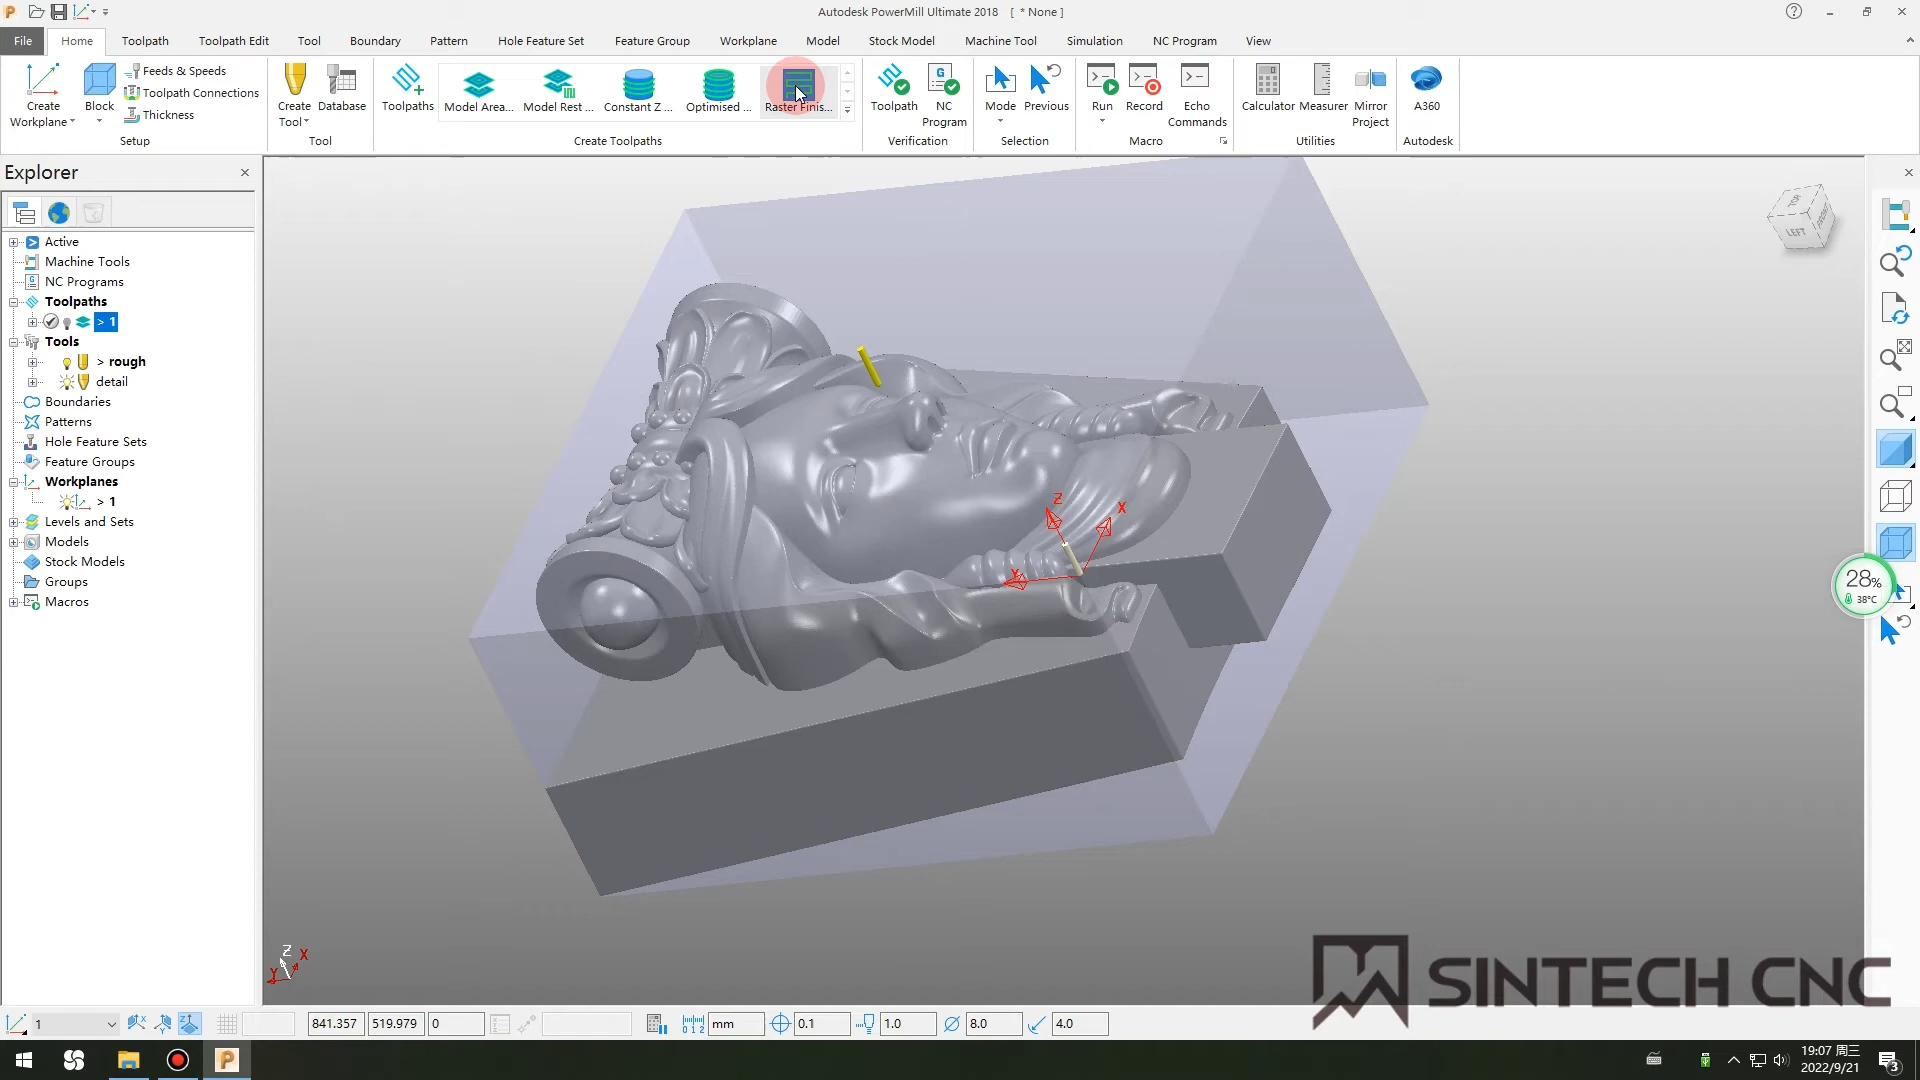 Autodesk PowerMill Ultimate 2018 [ * None ]
File Home Toolpath Toolpath Edit Tool Boundary Pattern Hole Feature Set Feature Group Workplane Model Stock Model Machine Tool Simulation NC Program View
Create Workplane
Block
Feeds & Speeds
Toolpath Connections
Thickness
Setup
Create Tool
Database
Tool
Toolpaths
Model Area...
Model Rest ...
Constant Z ...
Optimised ...
Raster Finis...
Create Toolpaths
Toolpath
NC Program
Verification
Mode
Previous
Selection
Run
Record
Echo Commands
Macro
Calculator
Measurer
Mirror Project
Utilities
A360
Autodesk
Explorer
Active
Machine Tools
NC Programs
Toolpaths
> 1
Tools
> rough
detail
Boundaries
Patterns
Hole Feature Sets
Feature Groups
Workplanes
> 1
Levels and Sets
Models
Stock Models
Groups
Macros
TOP
LEFT
Z
X
Y
28%
38°C
Z
X
Y
SINTECH CNC
1 841.357 519.979 0 mm 0.1 1.0 8.0 4.0
19:07 周三
2022/9/21
3